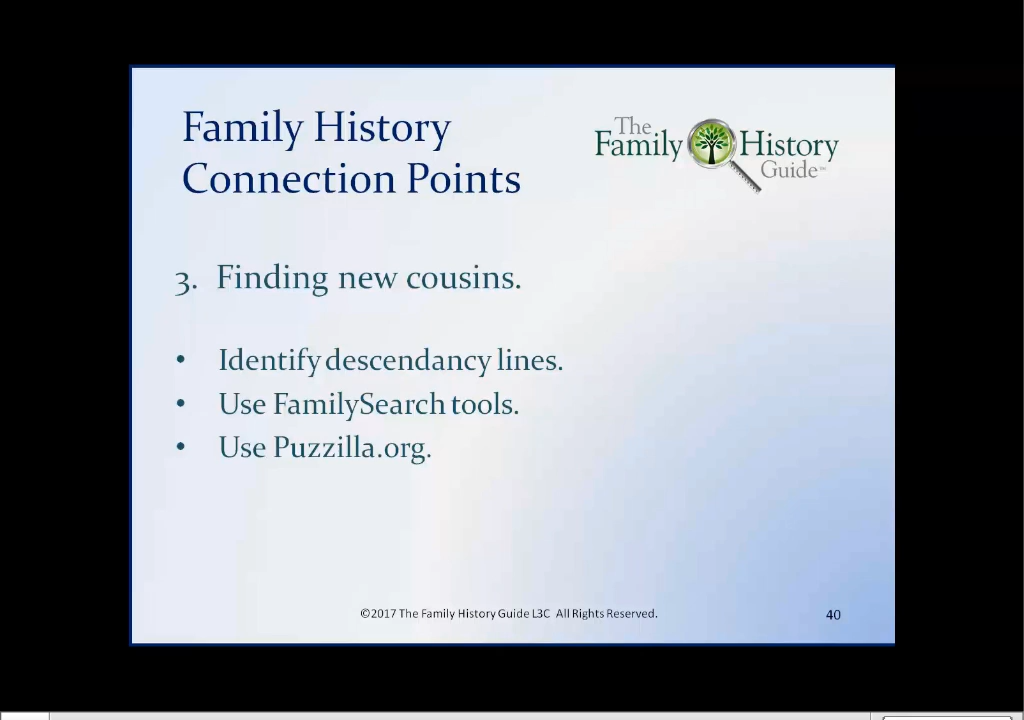 Family History
Connection Points
The
Family History
Guide™
3. Finding new cousins.
• Identify descendancy lines.
• Use FamilySearch tools.
• Use Puzzilla.org.
©2017 The Family History Guide L3C All Rights Reserved.
40